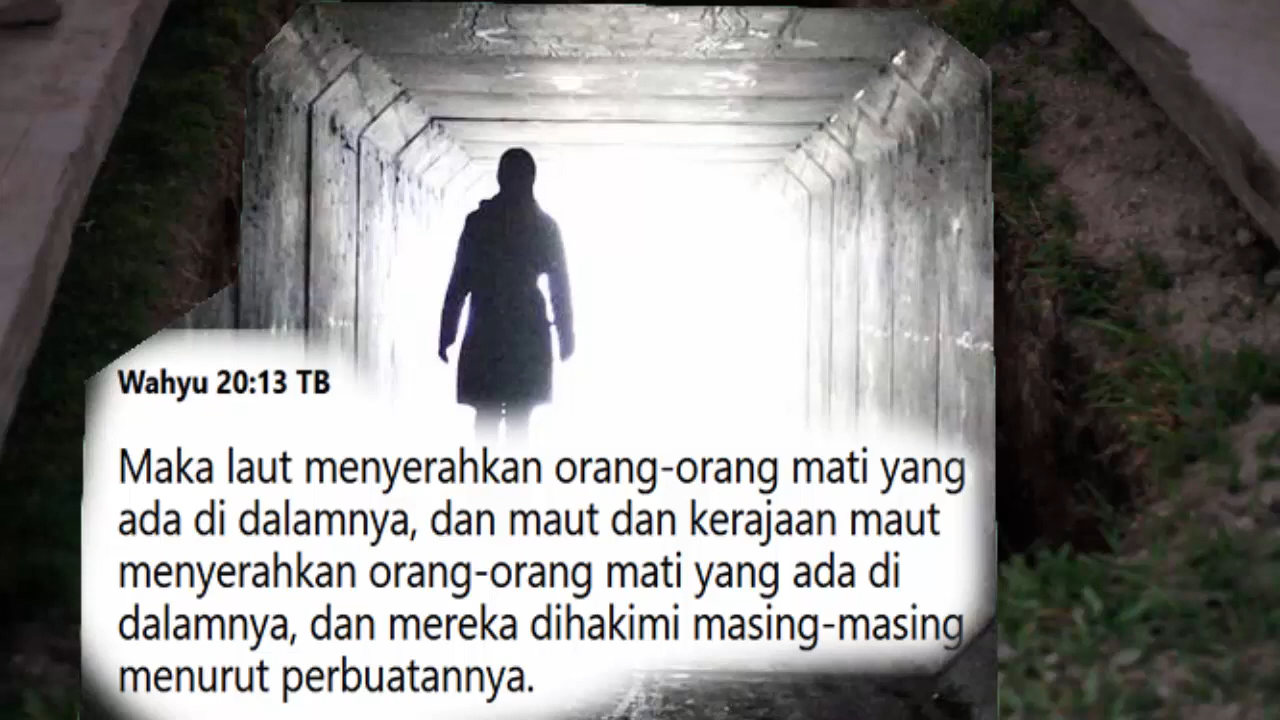 Wahyu 20:13 TB
Maka laut menyerahkan orang-orang mati yang
ada di dalamnya, dan maut dan kerajaan maut
menyerahkan orang-orang mati yang ada di
dalamnya, dan mereka dihakimi masing-masing
menurut perbuatannya.